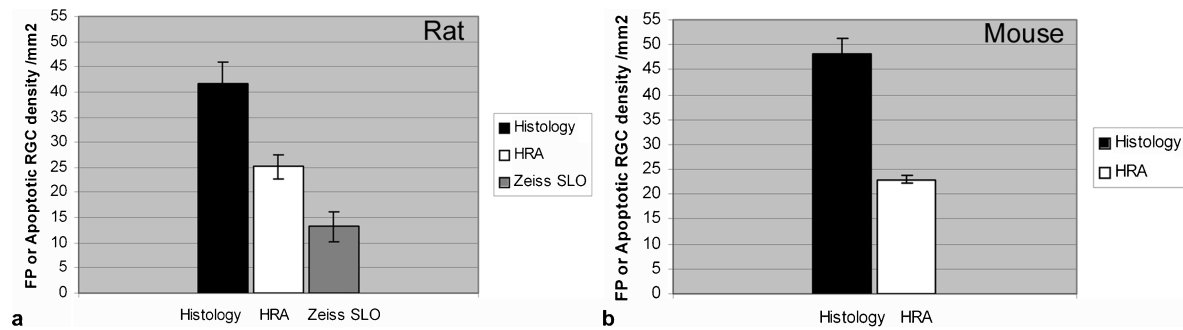 FP or Apoptotic RGC density /mm2
55
50
45
40
35
30
25
20
15
10
5
0
Rat
Histology
HRA
Zeiss SLO
Histology HRA Zeiss SLO
a
FP or Apoptotic RGC density /mm2
55
50
45
40
35
30
25
20
15
10
5
0
Mouse
Histology
HRA
Histology HRA
b